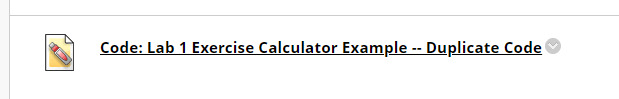 Code: Lab 1 Exercise Calculator Example -- Duplicate Code